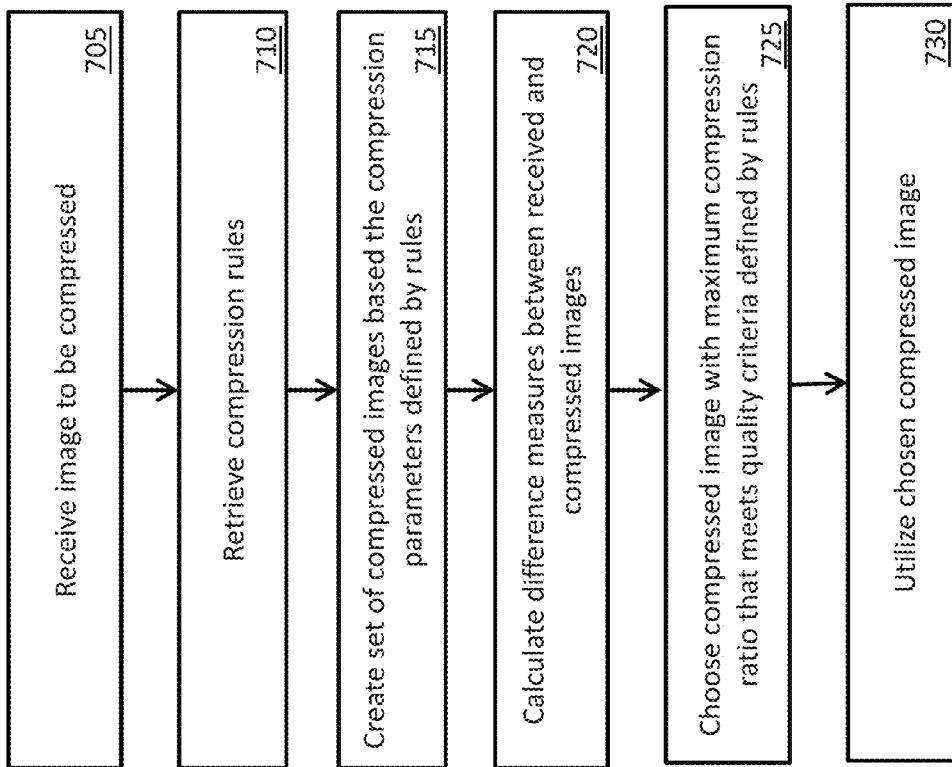 Receive image to be compressed
705
Retrieve compression rules
710
Create set of compressed images based the compression
parameters defined by rules
715
Calculate difference measures between received and
compressed images
720
Choose compressed image with maximum compression
ratio that meets quality criteria defined by rules
725
Utilize chosen compressed image
730